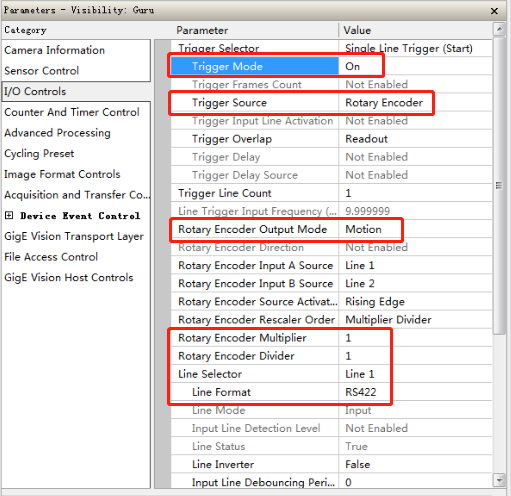 Parameters - Visibility: Guru
Category
Camera Information
Sensor Control
I/O Controls
Counter And Timer Control
Advanced Processing
Cycling Preset
Image Format Controls
Acquisition and Transfer Co...
Device Event Control
GigE Vision Transport Layer
File Access Control
GigE Vision Host Controls
Parameter Value
Trigger Selector Single Line Trigger (Start)
Trigger Mode On
Trigger Frames Count Not Enabled
Trigger Source Rotary Encoder
Trigger Input Line Activation Not Enabled
Trigger Overlap Readout
Trigger Delay Not Enabled
Trigger Delay Source Not Enabled
Trigger Line Count 1
Line Trigger Input Frequency (... 9.999999
Rotary Encoder Output Mode Motion
Rotary Encoder Direction Not Enabled
Rotary Encoder Input A Source Line 1
Rotary Encoder Input B Source Line 2
Rotary Encoder Source Activat... Rising Edge
Rotary Encoder Rescaler Order Multiplier Divider
Rotary Encoder Multiplier 1
Rotary Encoder Divider 1
Line Selector Line 1
Line Format RS422
Line Mode Input
Input Line Detection Level Not Enabled
Line Status True
Line Inverter False
Input Line Debouncing Peri... 0